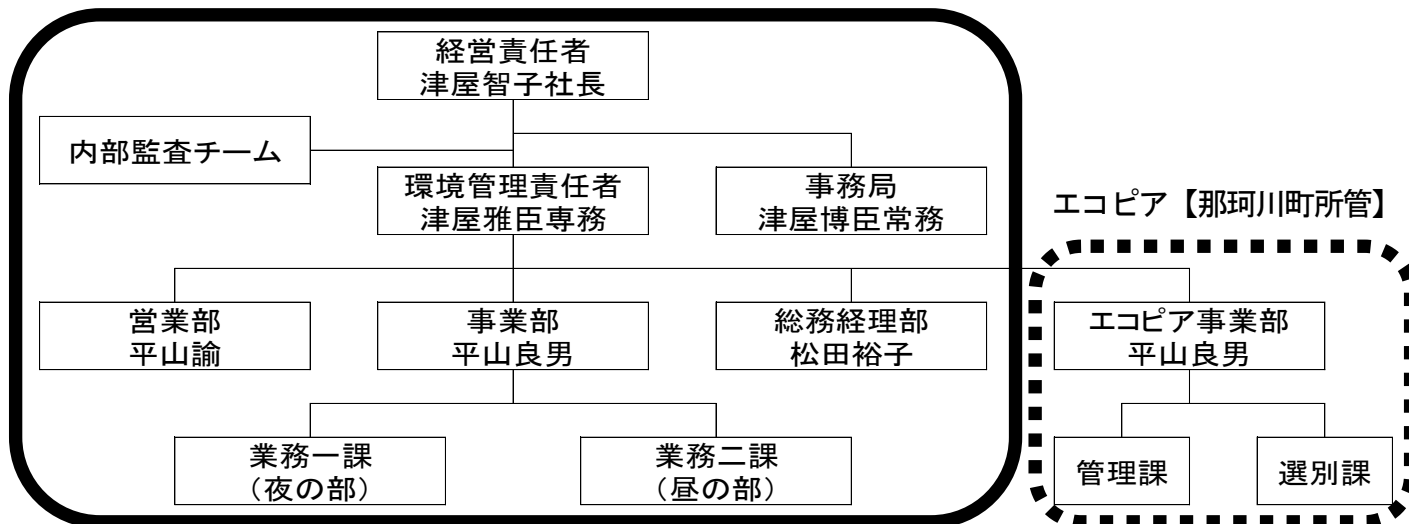 経営責任者
津屋智子社長
内部監査チーム
環境管理責任者
津屋雅臣専務
事務局
津屋博臣常務
エコピア【那珂川町所管】
営業部
平山諭
事業部
平山良男
総務経理部
松田裕子
エコピア事業部
平山良男
業務一課
（夜の部）
業務二課
（昼の部）
管理課
選別課